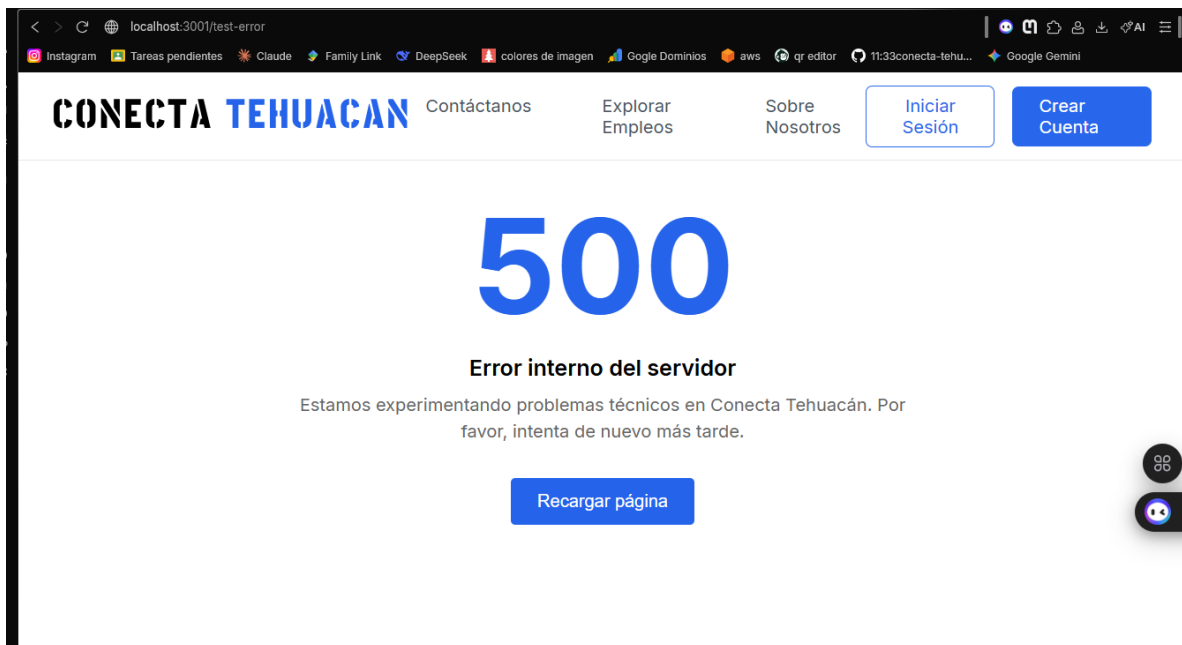 localhost:3001/test-error
AI
Instagram Tareas pendientes Claude Family Link DeepSeek colores de imagen Gogle Dominios aws qr editor 11:33conecta-tehu... Google Gemini
CONECTA TEHUACAN
Contáctanos
Explorar
Empleos
Sobre
Nosotros
Iniciar
Sesión
Crear
Cuenta
500
Error interno del servidor
Estamos experimentando problemas técnicos en Conecta Tehuacán. Por
favor, intenta de nuevo más tarde.
Recargar página